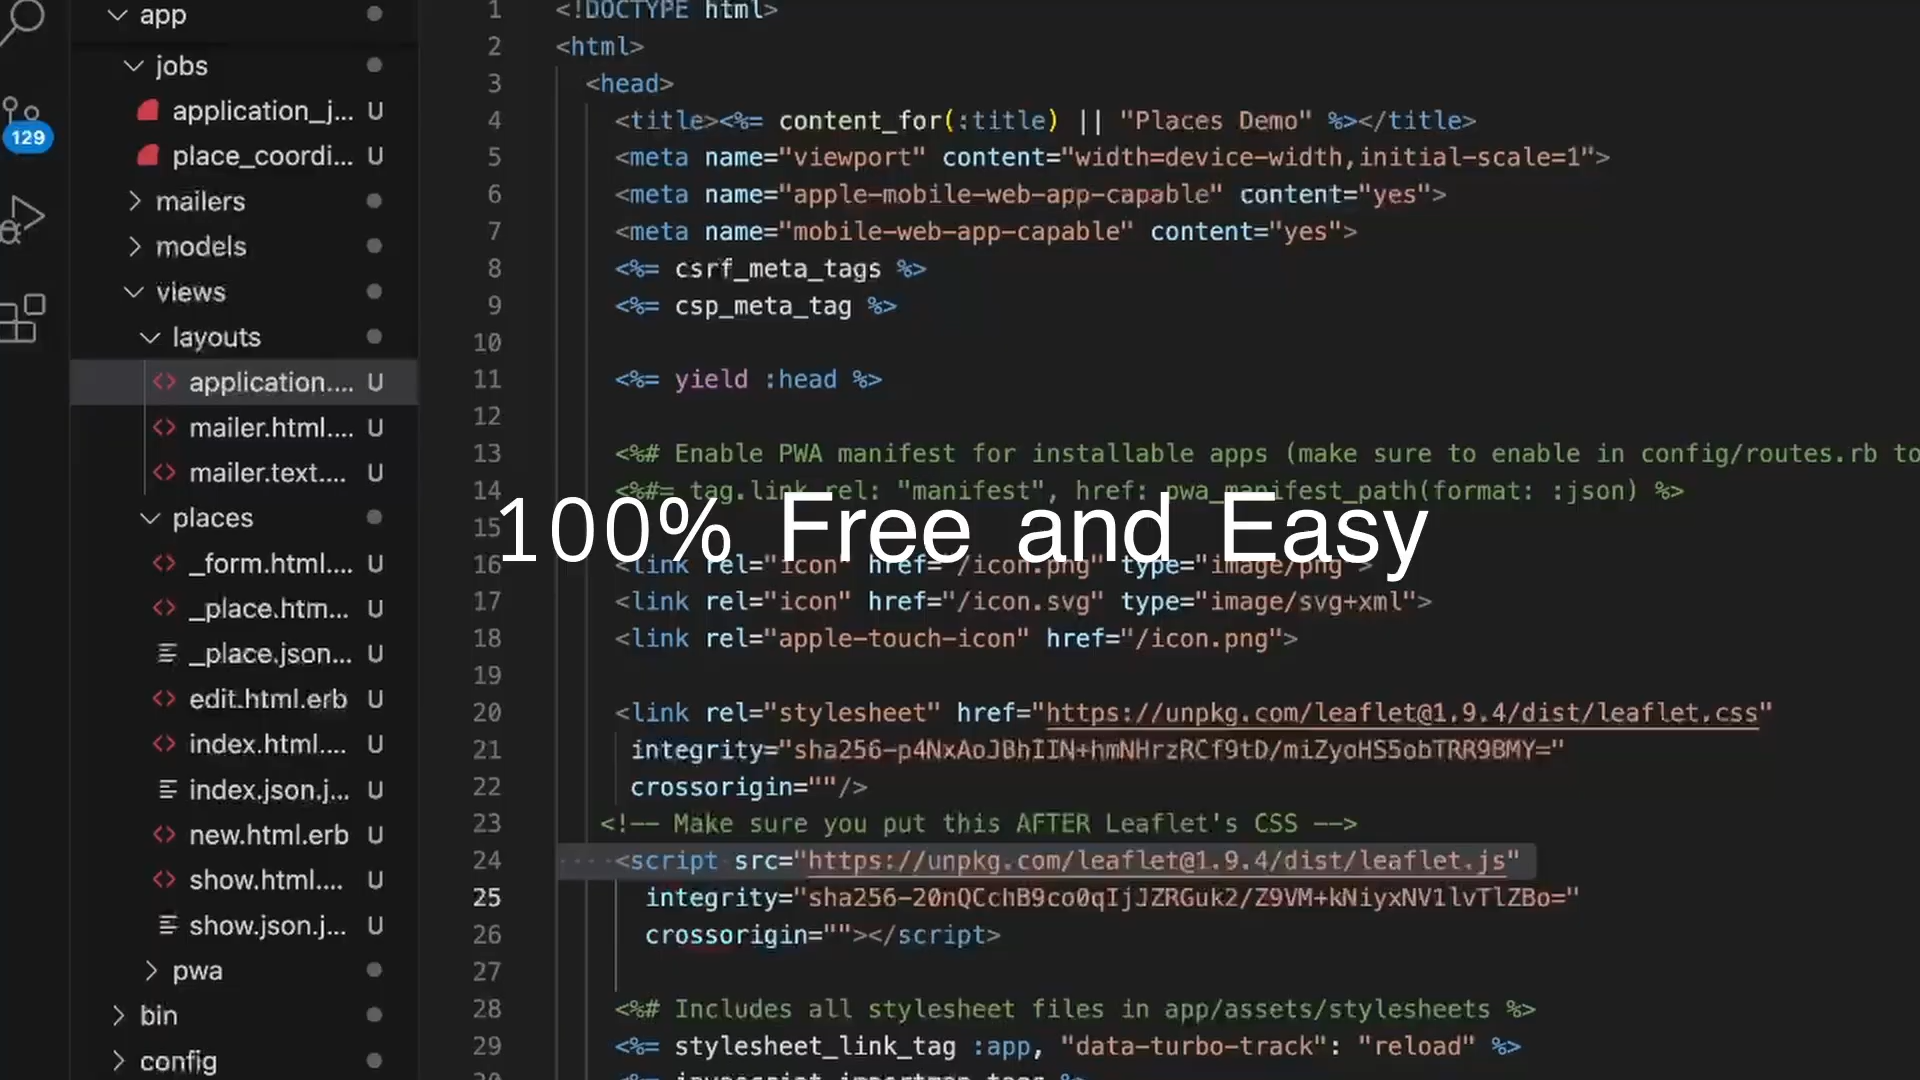 app
jobs
application_j... U
129
place_coordi... U
mailers
models
views
layouts
application.... U
mailer.html.... U
mailer.text.... U
places
_form.html.... U
_place.htm... U
_place.json... U
edit.html.erb U
index.html.... U
index.json.j... U
new.html.erb U
show.html.... U
show.json.j... U
pwa
bin
config
1 <!DOCTYPE html>
2 <html>
3 <head>
4 <title><%= content_for(:title) || "Places Demo" %></title>
5 <meta name="viewport" content="width=device-width,initial-scale=1">
6 <meta name="apple-mobile-web-app-capable" content="yes">
7 <meta name="mobile-web-app-capable" content="yes">
8 <%= csrf_meta_tags %>
9 <%= csp_meta_tag %>
10
11 <%= yield :head %>
12
13 <%# Enable PWA manifest for installable apps (make sure to enable in config/routes.rb to
14 <%#= tag.link rel: "manifest", href: pwa_manifest_path(format: :json) %>
15
100% Free and Easy
16 <link rel="icon" href="/icon.png" type="image/png">
17 <link rel="icon" href="/icon.svg" type="image/svg+xml">
18 <link rel="apple-touch-icon" href="/icon.png">
19
20 <link rel="stylesheet" href="https://unpkg.com/leaflet@1.9.4/dist/leaflet.css"
21 integrity="sha256-p4NxAoJBhIIN+hmNHrzRCf9tD/miZyoHS5obTRR9BMY="
22 crossorigin=""/>
23 <!-- Make sure you put this AFTER Leaflet's CSS -->
24 <script src="https://unpkg.com/leaflet@1.9.4/dist/leaflet.js"
25 integrity="sha256-20nQCchB9co0qIjJZRGuk2/Z9VM+kNiyxNV1lvTlZBo="
26 crossorigin=""></script>
27
28 <%# Includes all stylesheet files in app/assets/stylesheets %>
29 <%= stylesheet_link_tag :app, "data-turbo-track": "reload" %>